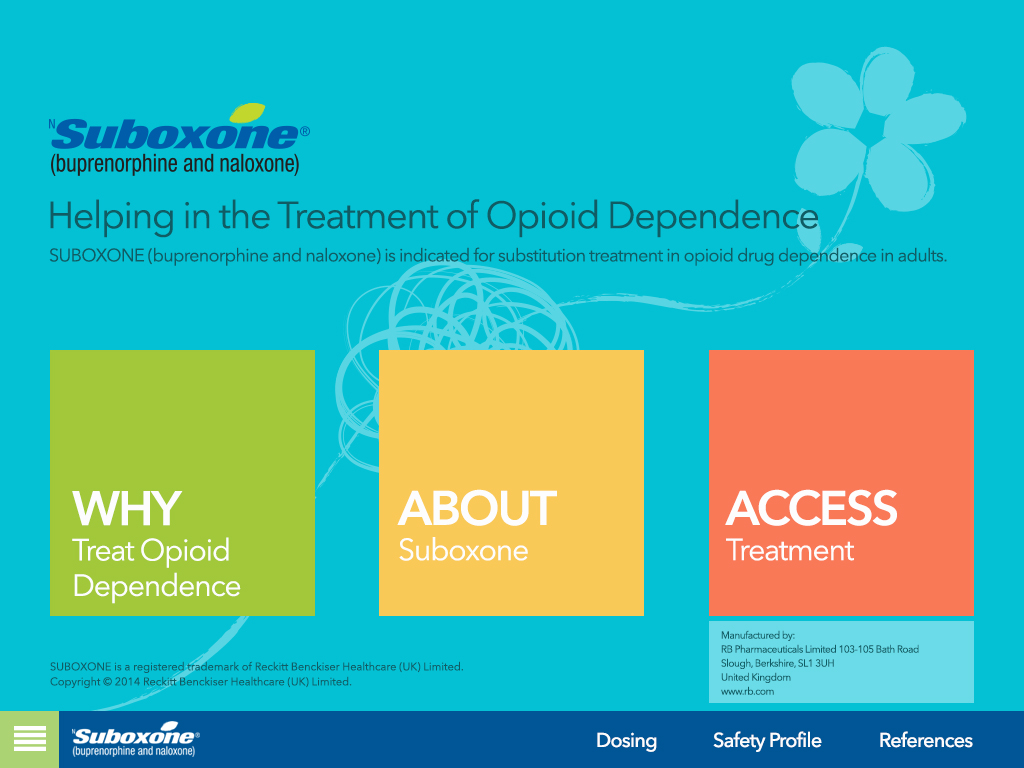 N Suboxone®
(buprenorphine and naloxone)
Helping in the Treatment of Opioid Dependence
SUBOXONE (buprenorphine and naloxone) is indicated for substitution treatment in opioid drug dependence in adults.
WHY
Treat Opioid
Dependence
ABOUT
Suboxone
ACCESS
Treatment
Manufactured by:
RB Pharmaceuticals Limited 103-105 Bath Road
Slough, Berkshire, SL1 3UH
United Kingdom
www.rb.com
SUBOXONE is a registered trademark of Reckitt Benckiser Healthcare (UK) Limited.
Copyright © 2014 Reckitt Benckiser Healthcare (UK) Limited.
N Suboxone®
(buprenorphine and naloxone)
Dosing
Safety Profile
References